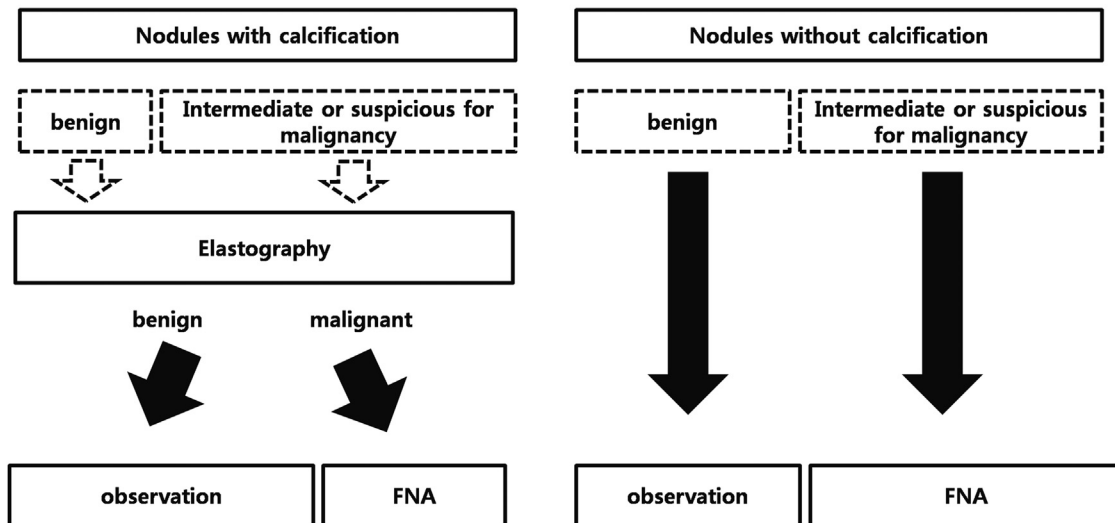 Nodules with calcification
benign
Intermediate or suspicious for
malignancy
Elastography
benign
malignant
observation
FNA
Nodules without calcification
benign
Intermediate or suspicious
for malignancy
observation
FNA